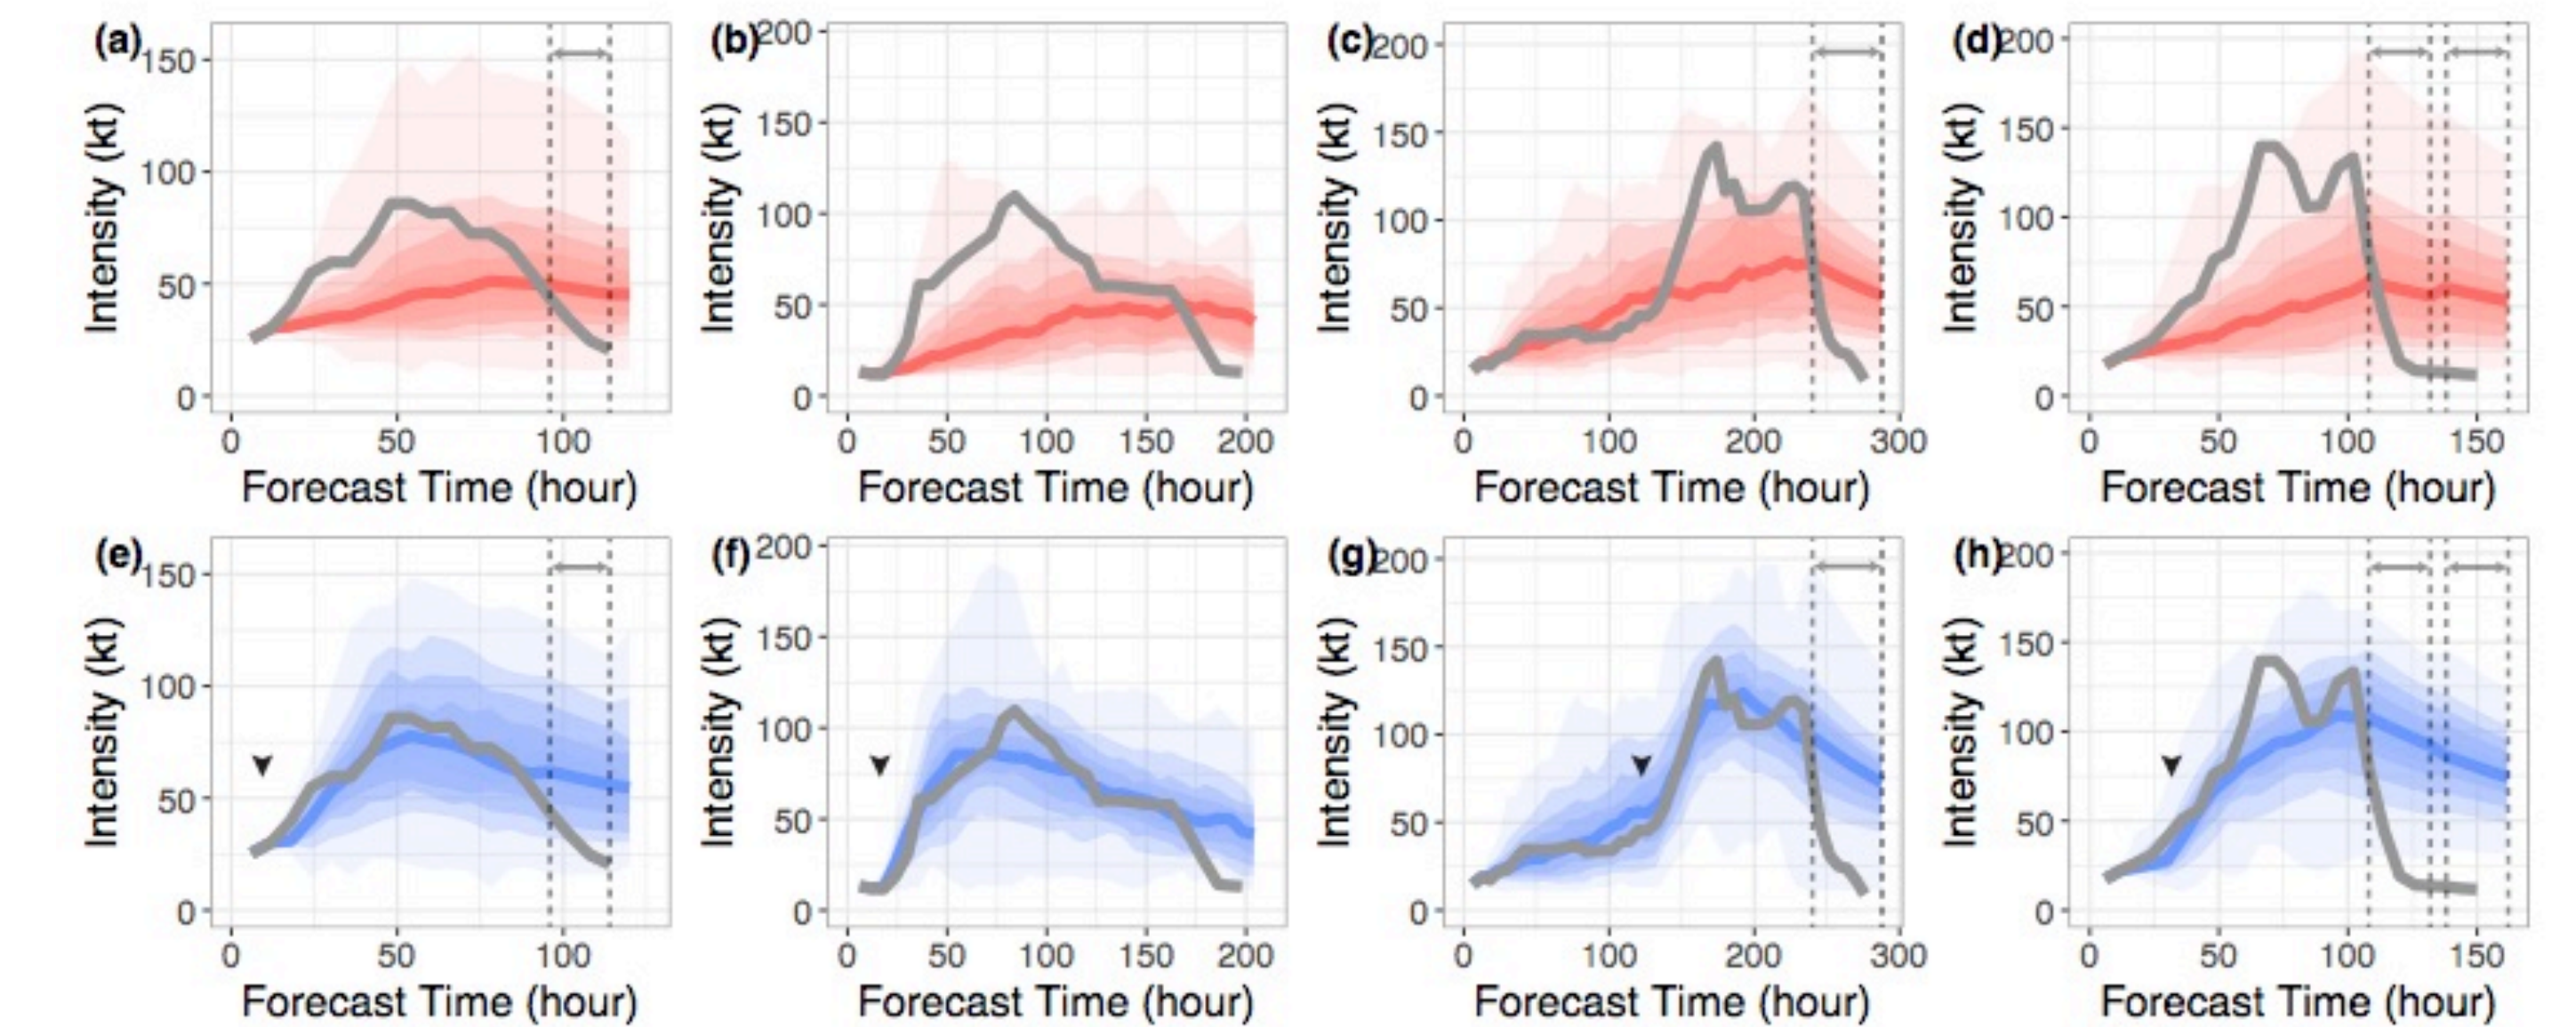 (a) (b) (c) (d)
150 200 200 200
150 150 150
100 100 100 100
50 50 50 50
0 0 0 0
Intensity (kt) Intensity (kt) Intensity (kt) Intensity (kt)
0 50 100 0 50 100 150 200 0 100 200 300 0 50 100 150
Forecast Time (hour) Forecast Time (hour) Forecast Time (hour) Forecast Time (hour)
(e) (f) (g) (h)
150 200 200 200
150 150 150
100 100 100 100
50 50 50 50
0 0 0 0
Intensity (kt) Intensity (kt) Intensity (kt) Intensity (kt)
0 50 100 0 50 100 150 200 0 100 200 300 0 50 100 150
Forecast Time (hour) Forecast Time (hour) Forecast Time (hour) Forecast Time (hour)